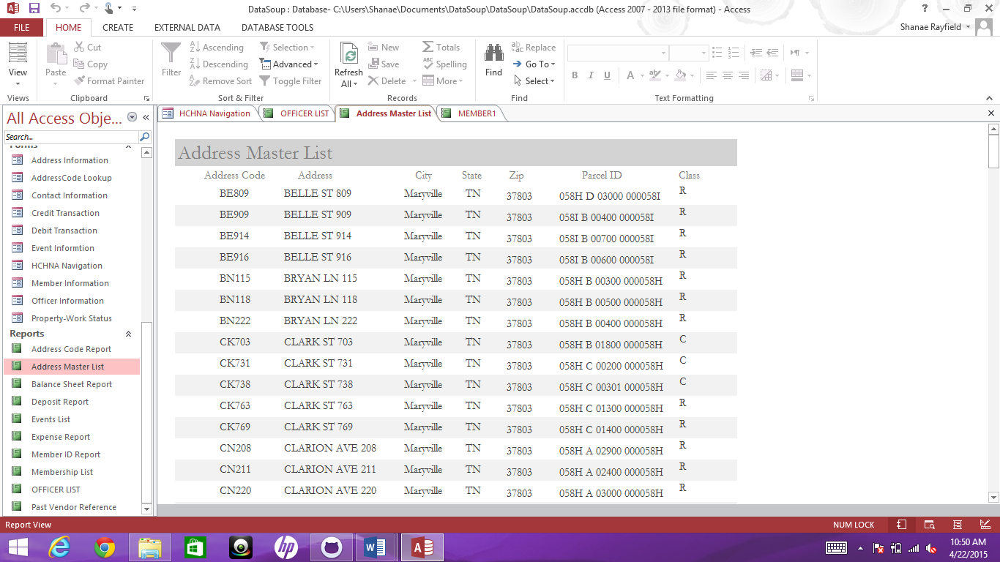 DataSoup : Database- C:\Users\Shanae\Documents\DataSoup\DataSoup\DataSoup.accdb (Access 2007 - 2013 file format) - Access
FILE HOME CREATE EXTERNAL DATA DATABASE TOOLS Shanae Rayfield
View
Views
Paste
Cut
Copy
Format Painter
Clipboard
Filter
Ascending
Descending
Remove Sort
Selection
Advanced
Toggle Filter
Sort & Filter
Refresh
All
New
Save
Delete
Totals
Spelling
More
Records
Find
Replace
Go To
Select
Find
B I U A
Text Formatting
All Access Obje...
Search...
Forms
Address Information
AddressCode Lookup
Contact Information
Credit Transaction
Debit Transaction
Event Informtion
HCHNA Navigation
Member Information
Officer Information
Property-Work Status
Reports
Address Code Report
Address Master List
Balance Sheet Report
Deposit Report
Events List
Expense Report
Member ID Report
Membership List
OFFICER LIST
Past Vendor Reference
HCHNA Navigation OFFICER LIST Address Master List MEMBER1
Address Master List
Address Code Address City State Zip Parcel ID Class
BE809 BELLE ST 809 Maryville TN 37803 058H D 03000 000058I R
BE909 BELLE ST 909 Maryville TN 37803 058I B 00400 000058I R
BE914 BELLE ST 914 Maryville TN 37803 058I B 00700 000058I R
BE916 BELLE ST 916 Maryville TN 37803 058I B 00600 000058I R
BN115 BRYAN LN 115 Maryville TN 37803 058H B 00300 000058H R
BN118 BRYAN LN 118 Maryville TN 37803 058H B 00500 000058H R
BN222 BRYAN LN 222 Maryville TN 37803 058H B 00400 000058H R
CK703 CLARK ST 703 Maryville TN 37803 058H B 01800 000058H C
CK731 CLARK ST 731 Maryville TN 37803 058H C 00200 000058H C
CK738 CLARK ST 738 Maryville TN 37803 058H C 00301 000058H C
CK763 CLARK ST 763 Maryville TN 37803 058H C 01300 000058H R
CK769 CLARK ST 769 Maryville TN 37803 058H C 01400 000058H R
CN208 CLARION AVE 208 Maryville TN 37803 058H A 02900 000058H R
CN211 CLARION AVE 211 Maryville TN 37803 058H A 02400 000058H R
CN220 CLARION AVE 220 Maryville TN 37803 058H A 03000 000058H R
Report View NUM LOCK
10:50 AM
4/22/2015